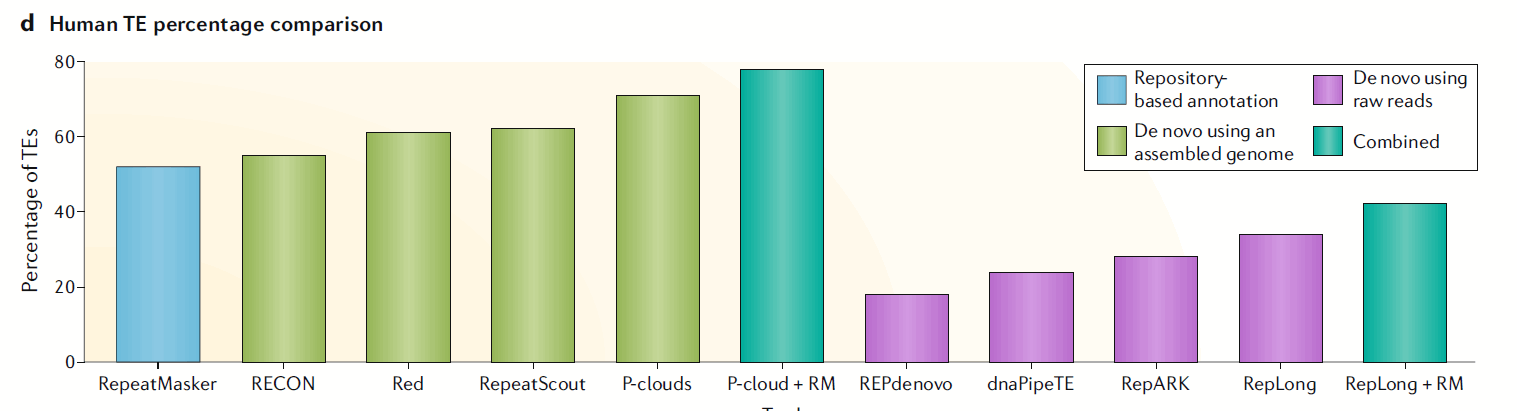 d Human TE percentage comparison
80
60
40
20
0
Percentage of TEs
Repository-
based annotation
De novo using an
assembled genome
De novo using
raw reads
Combined
RepeatMasker RECON Red RepeatScout P-clouds P-cloud + RM REPdenovo dnaPipeTE RepARK RepLong RepLong + RM